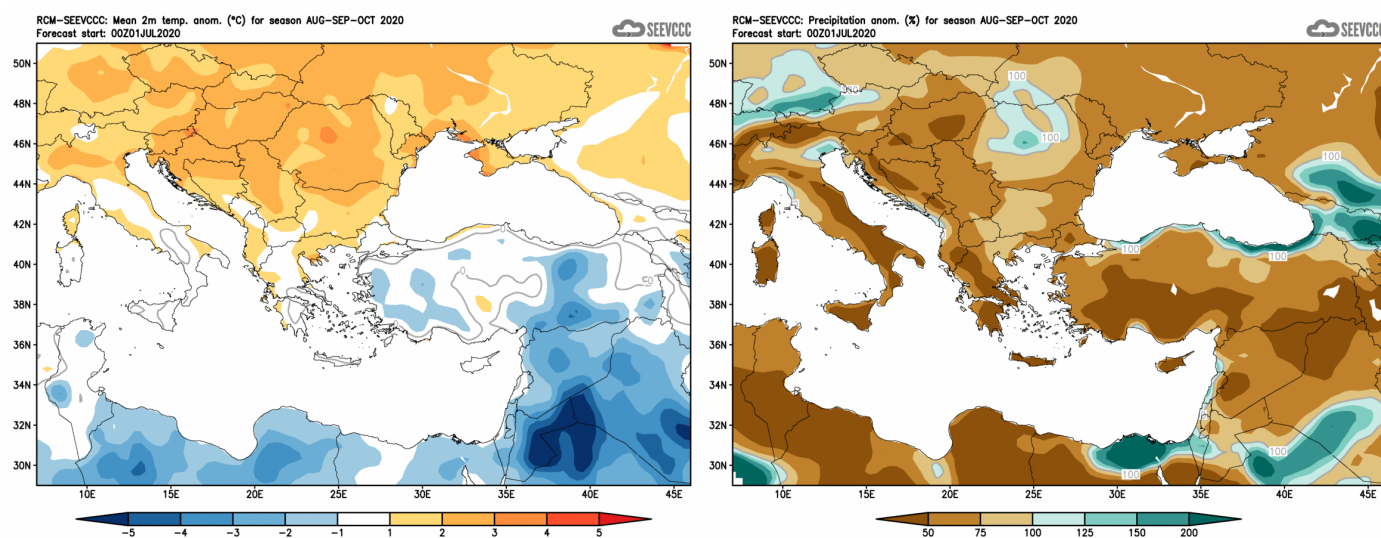 RCM-SEEVCCC: Mean 2m temp. anom. (°C) for season AUG-SEP-OCT 2020
Forecast start: 00Z01JUL2020
SEEVCCC
50N
48N
46N
44N
42N
40N
38N
36N
34N
32N
30N
0
0
10E 15E 20E 25E 30E 35E 40E 45E
-5 -4 -3 -2 -1 1 2 3 4 5
RCM-SEEVCCC: Precipitation anom. (%) for season AUG-SEP-OCT 2020
Forecast start: 00Z01JUL2020
SEEVCCC
50N
48N
46N
44N
42N
40N
38N
36N
34N
32N
30N
100
100
100
100
100
100
100
100
10E 15E 20E 25E 30E 35E 40E 45E
50 75 100 125 150 200